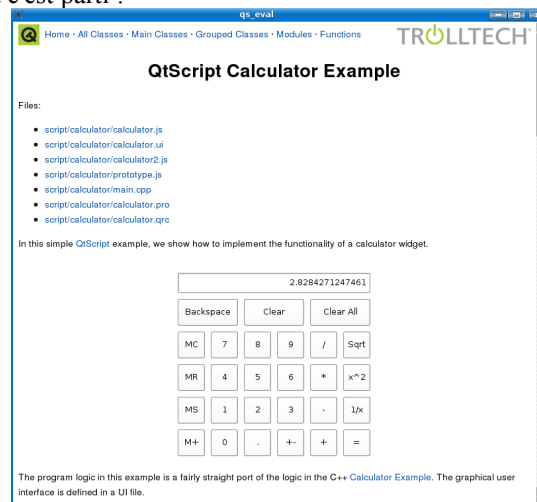 c'est parti !
qs_eval
Home · All Classes · Main Classes · Grouped Classes · Modules · Functions
TROLLTECH
QtScript Calculator Example
Files:
script/calculator/calculator.js
script/calculator/calculator.ui
script/calculator/calculator2.js
script/calculator/prototype.js
script/calculator/main.cpp
script/calculator/calculator.pro
script/calculator/calculator.qrc
In this simple QtScript example, we show how to implement the functionality of a calculator widget.
2.8284271247461
Backspace Clear Clear All
MC 7 8 9 / Sqrt
MR 4 5 6 * x^2
MS 1 2 3 - 1/x
M+ 0 . +- + =
The program logic in this example is a fairly straight port of the logic in the C++ Calculator Example. The graphical user
interface is defined in a UI file.